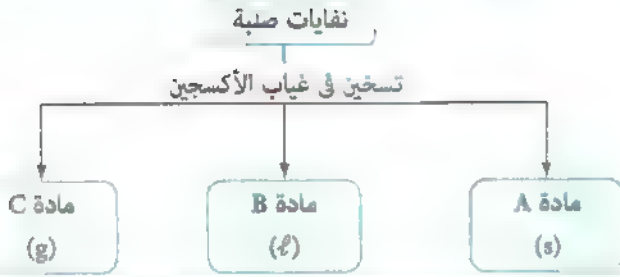 نفايات صلبة
تسخين في غياب الأكسجين
مادة A
(s)
مادة B
(ℓ)
مادة C
(g)